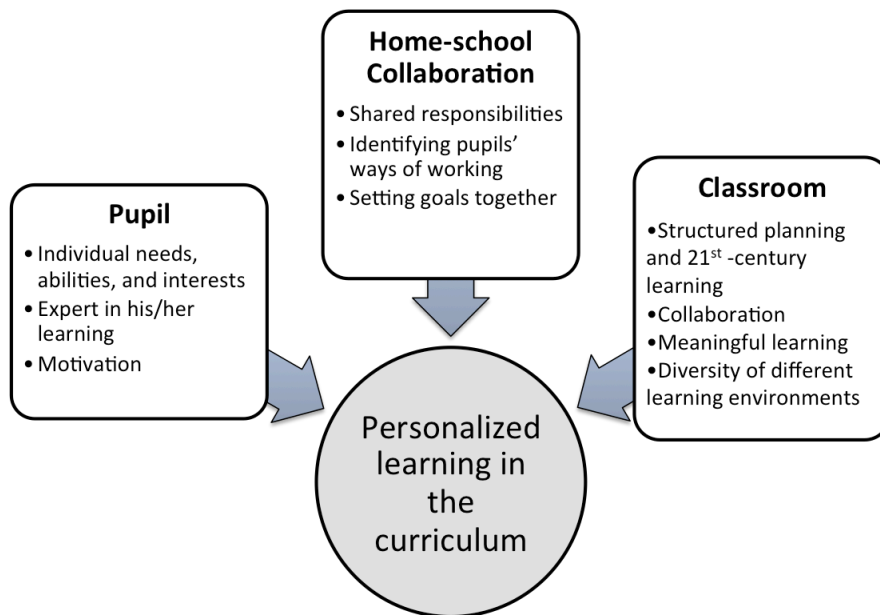 Home-school
Collaboration
•Shared responsibilities
•Identifying pupils'
ways of working
•Setting goals together
Pupil
•Individual needs,
abilities, and interests
•Expert in his/her
learning
•Motivation
Classroom
•Structured planning
and 21st -century
learning
•Collaboration
•Meaningful learning
•Diversity of different
learning environments
Personalized
learning in
the
curriculum